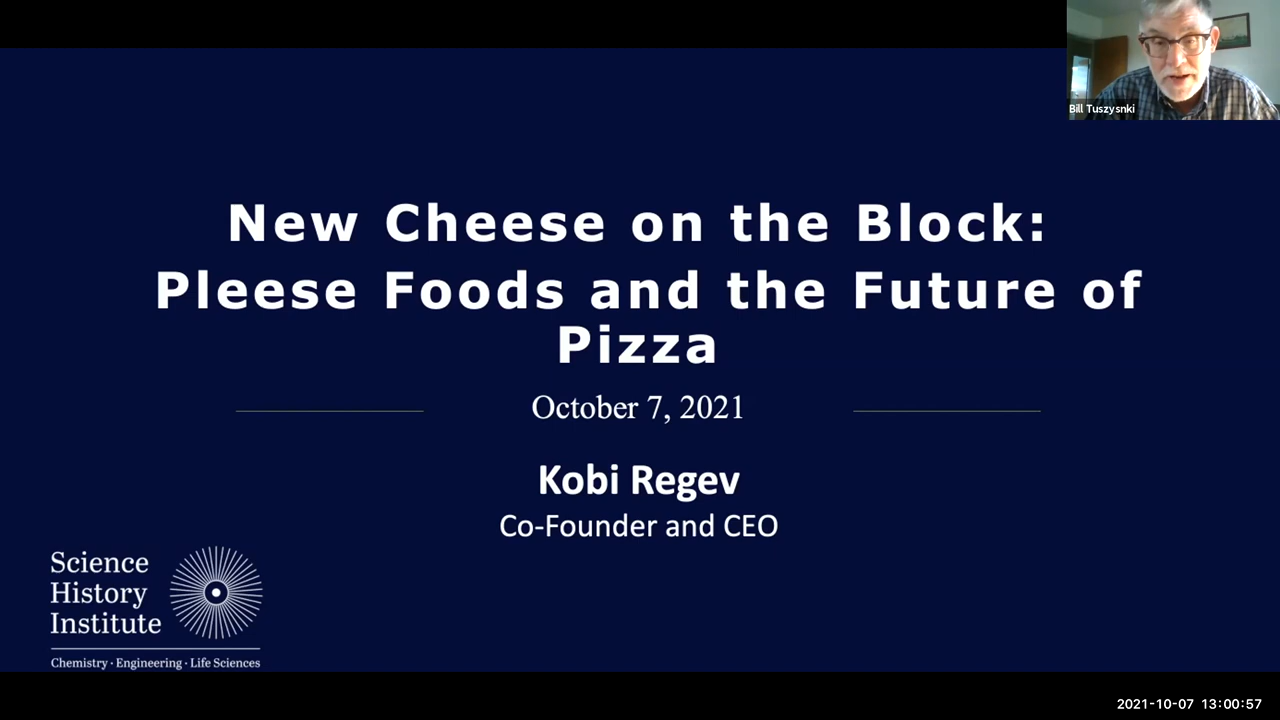 Bill Tuszysnki
New Cheese on the Block:
Pleese Foods and the Future of
Pizza
October 7, 2021
Kobi Regev
Co-Founder and CEO
Science
History
Institute
Chemistry · Engineering · Life Sciences
2021-10-07 13:00:57